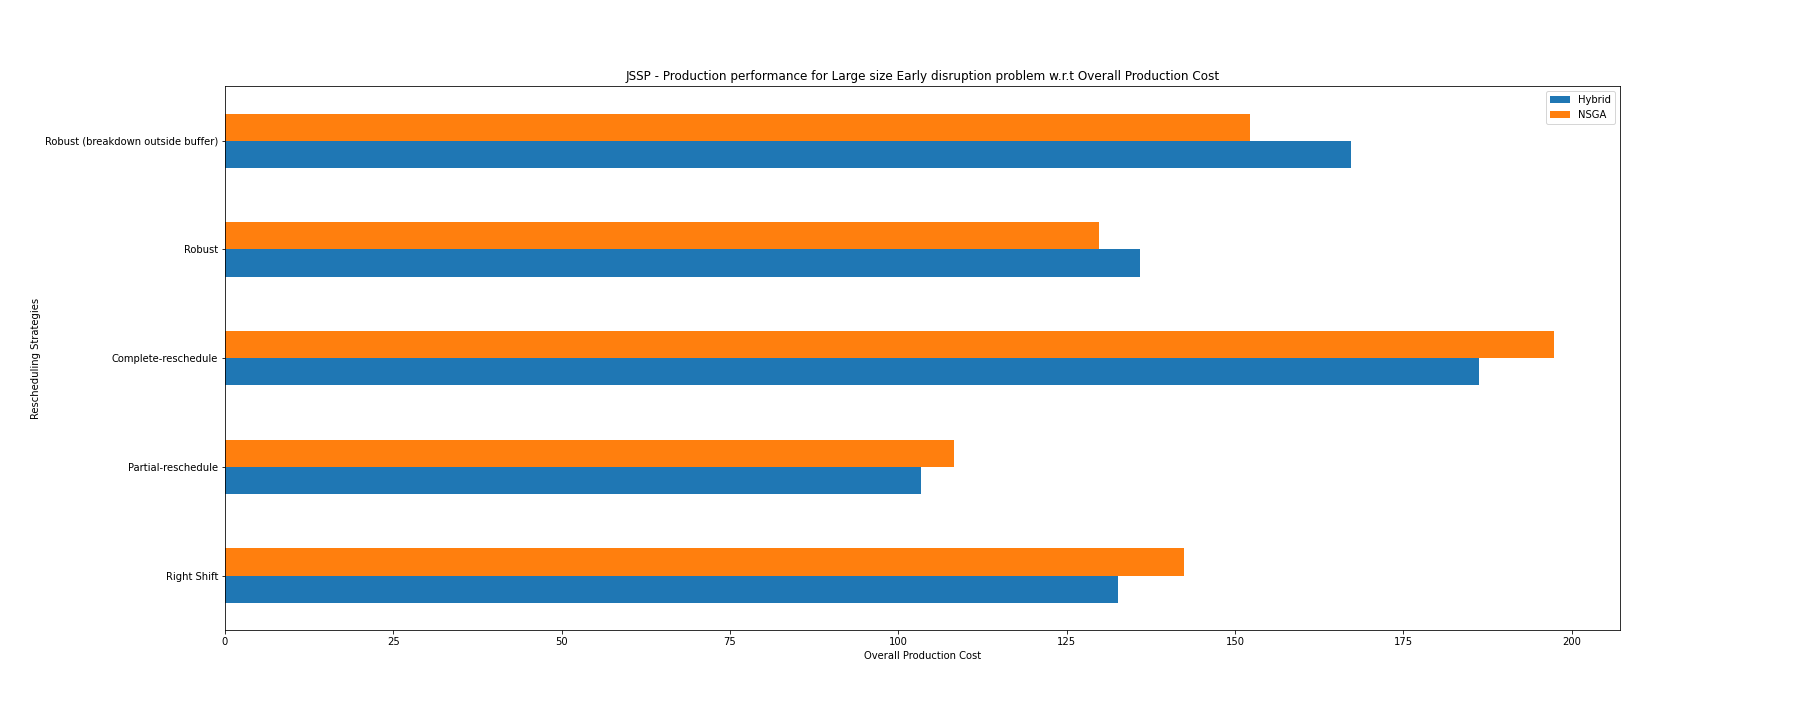 JSSP - Production performance for Large size Early disruption problem w.r.t Overall Production Cost
Hybrid
NSGA
Robust (breakdown outside buffer)
Robust
Complete-reschedule
Partial-reschedule
Right Shift
Rescheduling Strategies
0 25 50 75 100 125 150 175 200
Overall Production Cost